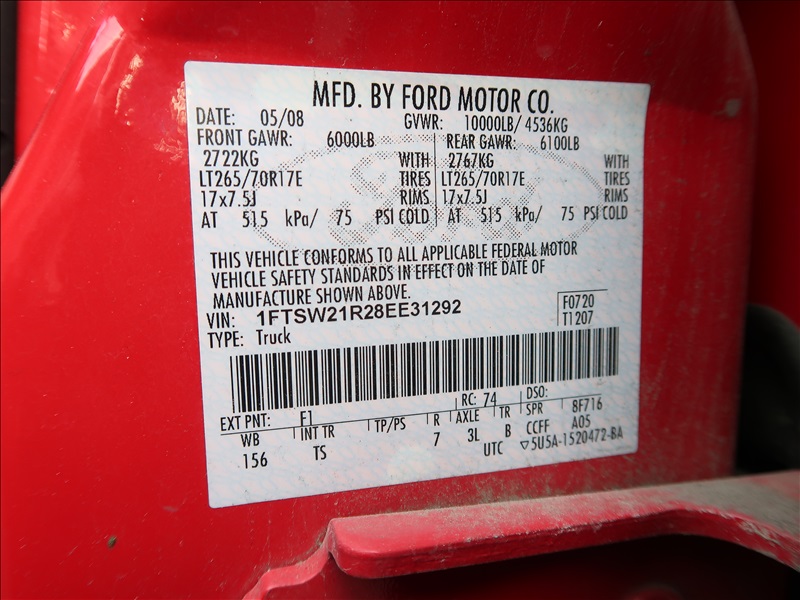 MFD. BY FORD MOTOR CO.
DATE: 05/08 GVWR: 10000LB/ 4536KG
FRONT GAWR: 6000LB REAR GAWR: 6100LB
2722KG WITH 2767KG WITH
LT265/70R17E TIRES LT265/70R17E TIRES
17x7.5J RIMS 17x7.5J RIMS
AT 515 kPa/ 75 PSI COLD AT 515 kPa/ 75 PSI COLD
THIS VEHICLE CONFORMS TO ALL APPLICABLE FEDERAL MOTOR
VEHICLE SAFETY STANDARDS IN EFFECT ON THE DATE OF
MANUFACTURE SHOWN ABOVE.
VIN: 1FTSW21R28EE31292 F0720
TYPE: Truck T1207
EXT PNT: F1 RC: 74 DSO:
WB INT TR TP/PS R AXLE TR SPR 8F716
156 TS 7 3L B CCFF A05
UTC ▽5U5A-1520472-BA